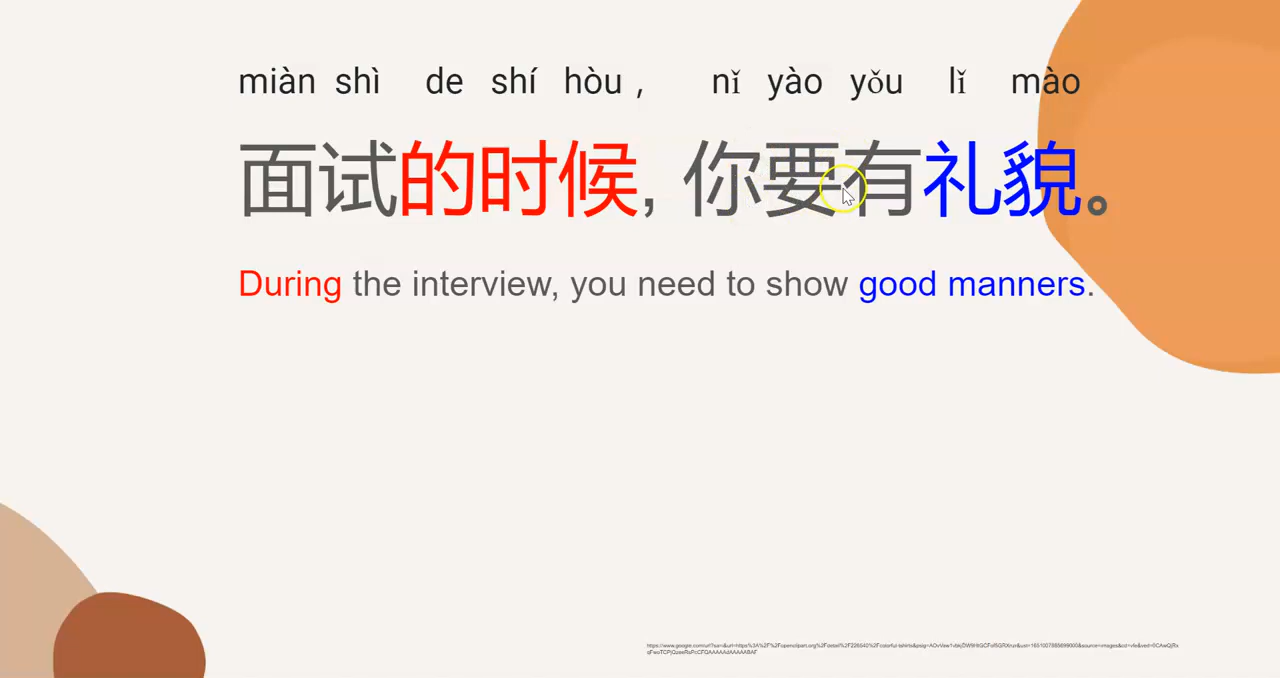 miàn shì de shí hòu , nǐ yào yǒu lǐ mào
面试的时候, 你要有礼貌。
During the interview, you need to show good manners.